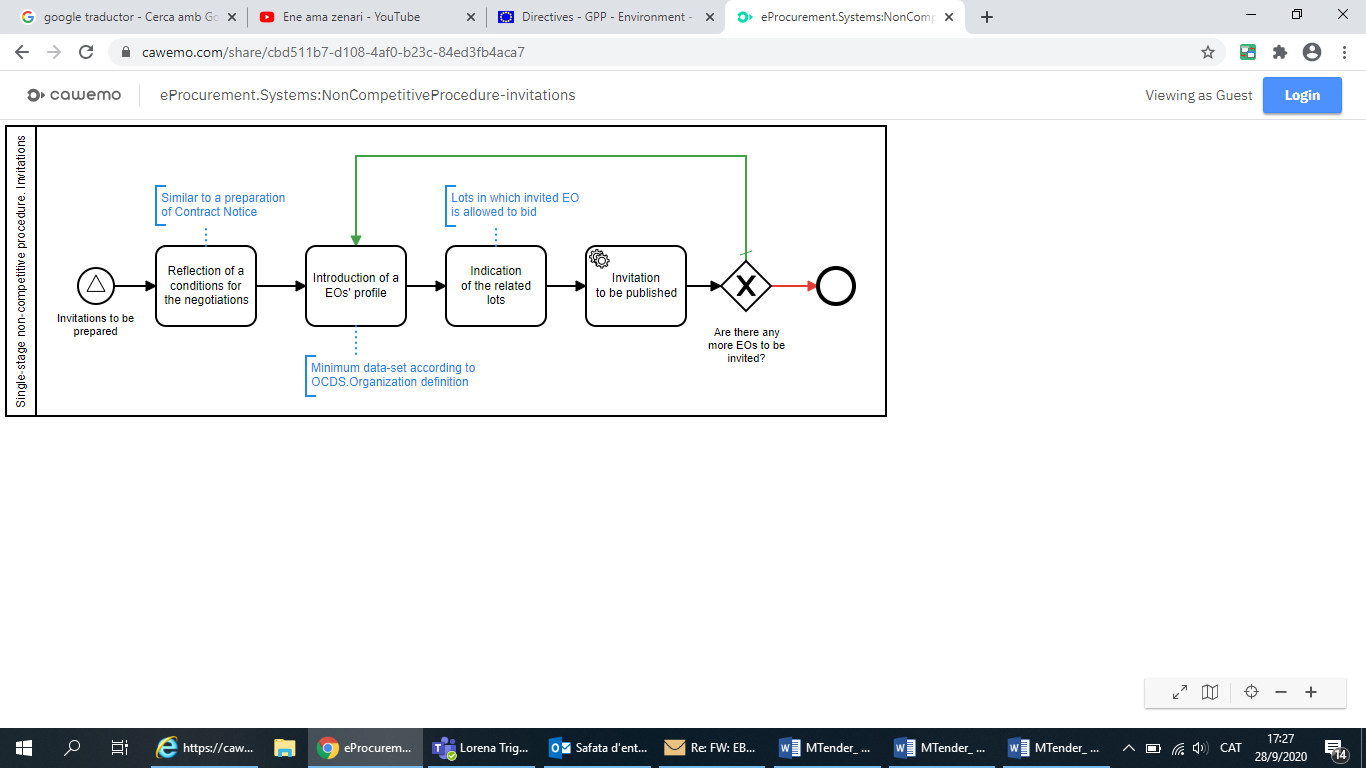 google traductor - Cerca amb Go
Ene ama zenari - YouTube
Directives - GPP - Environment -
eProcurement.Systems:NonComp
cawemo.com/share/cbd511b7-d108-4af0-b23c-84ed3fb4aca7
cawemo
eProcurement.Systems:NonCompetitiveProcedure-invitations
Viewing as Guest
Login
Single-stage non-competitive procedure. Invitations
Similar to a preparation
of Contract Notice
Lots in which invited EO
is allowed to bid
Invitations to be
prepared
Reflection of a
conditions for
the negotiations
Introduction of a
EOs' profile
Indication
of the related
lots
Invitation
to be published
X
Are there any
more EOs to be
invited?
Minimum data-set according to
OCDS.Organization definition
https://caw...
eProcurem...
Lorena Trig...
Safata d'ent...
Re: FW: EB...
MTender_ ...
MTender_ ...
MTender_ ...
CAT
17:27
28/9/2020
14